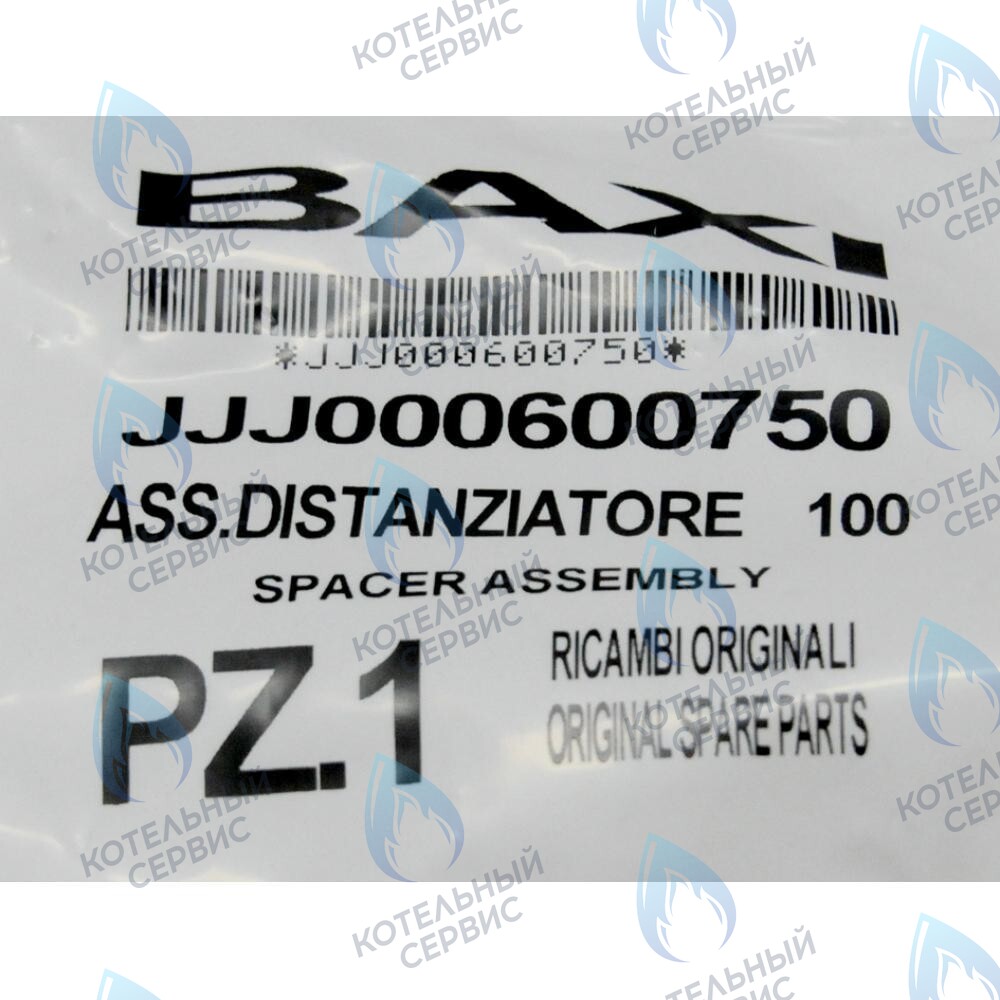 BAXI
*JJJ000600750*
JJJ000600750
ASS.DISTANZIATORE 100
SPACER ASSEMBLY
PZ.1
RICAMBI ORIGINALI
ORIGINAL SPARE PARTS
КОТЕЛЬНЫЙ
СЕРВИС